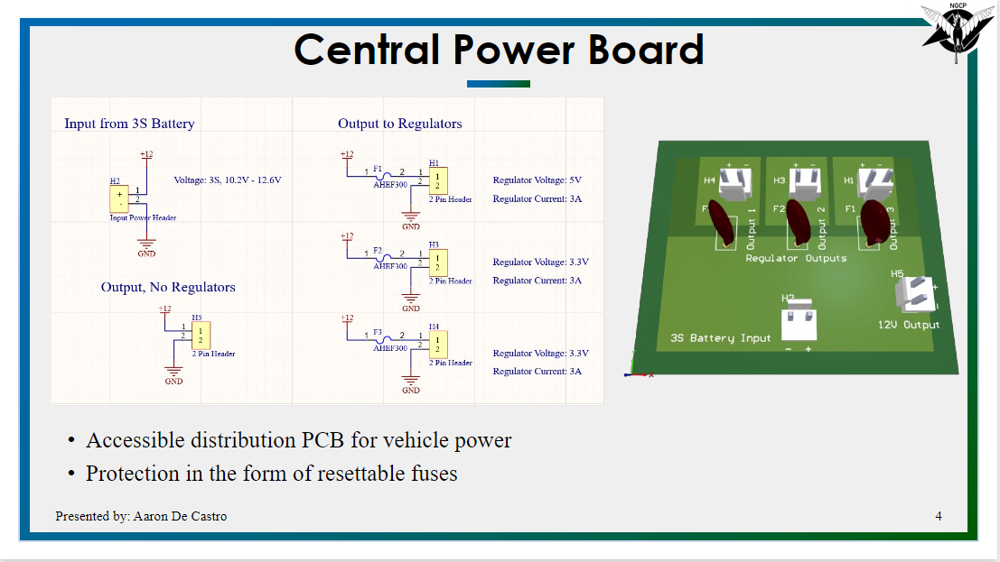 NGCP
Central Power Board
Input from 3S Battery
+12
H2
+
-
1
2
Input Power Header
GND
Voltage: 3S, 10.2V - 12.6V
Output, No Regulators
+12
H5
1
2
1
2
2 Pin Header
GND
Output to Regulators
+12
F1
1
2
AHEF300
H1
1
2
1
2
2 Pin Header
GND
Regulator Voltage: 5V
Regulator Current: 3A
+12
F2
1
2
AHEF300
H3
1
2
1
2
2 Pin Header
GND
Regulator Voltage: 3.3V
Regulator Current: 3A
+12
F3
1
2
AHEF300
H4
1
2
1
2
2 Pin Header
GND
Regulator Voltage: 3.3V
Regulator Current: 3A
+ -
+ -
+ -
H4
H3
H1
F2
F1
Output 1
Output 2
Output 3
Regulator Outputs
H5
+
12V Output
H2
3S Battery Input
- +
x
• Accessible distribution PCB for vehicle power
• Protection in the form of resettable fuses
Presented by: Aaron De Castro
4